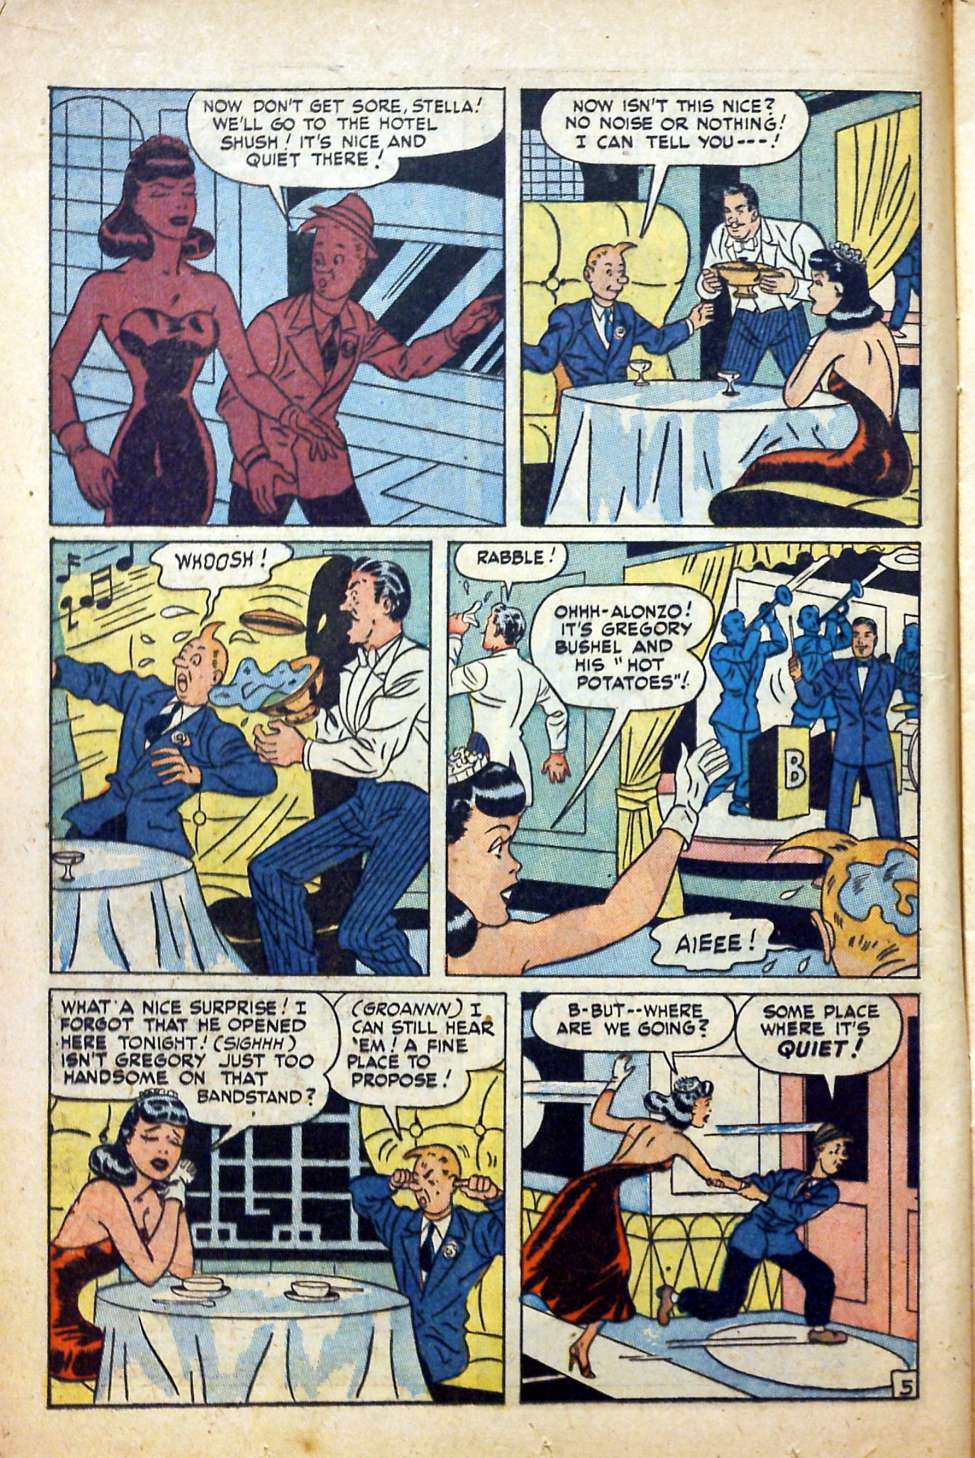 NOW DON'T GET SORE, STELLA!
WE'LL GO TO THE HOTEL
SHUSH! IT'S NICE AND
QUIET THERE!
NOW ISN'T THIS NICE?
NO NOISE OR NOTHING!
I CAN TELL YOU---!
WHOOSH!
RABBLE!
OHHH-ALONZO!
IT'S GREGORY
BUSHEL AND
HIS "HOT
POTATOES"!
B
AIEEE!
WHAT A NICE SURPRISE! I
FORGOT THAT HE OPENED
HERE TONIGHT! (SIGHHH)
ISN'T GREGORY JUST TOO
HANDSOME ON THAT
BANDSTAND?
(GROANNN) I
CAN STILL HEAR
'EM! A FINE
PLACE TO
PROPOSE!
B-BUT--WHERE
ARE WE GOING?
SOME PLACE
WHERE IT'S
QUIET!
5